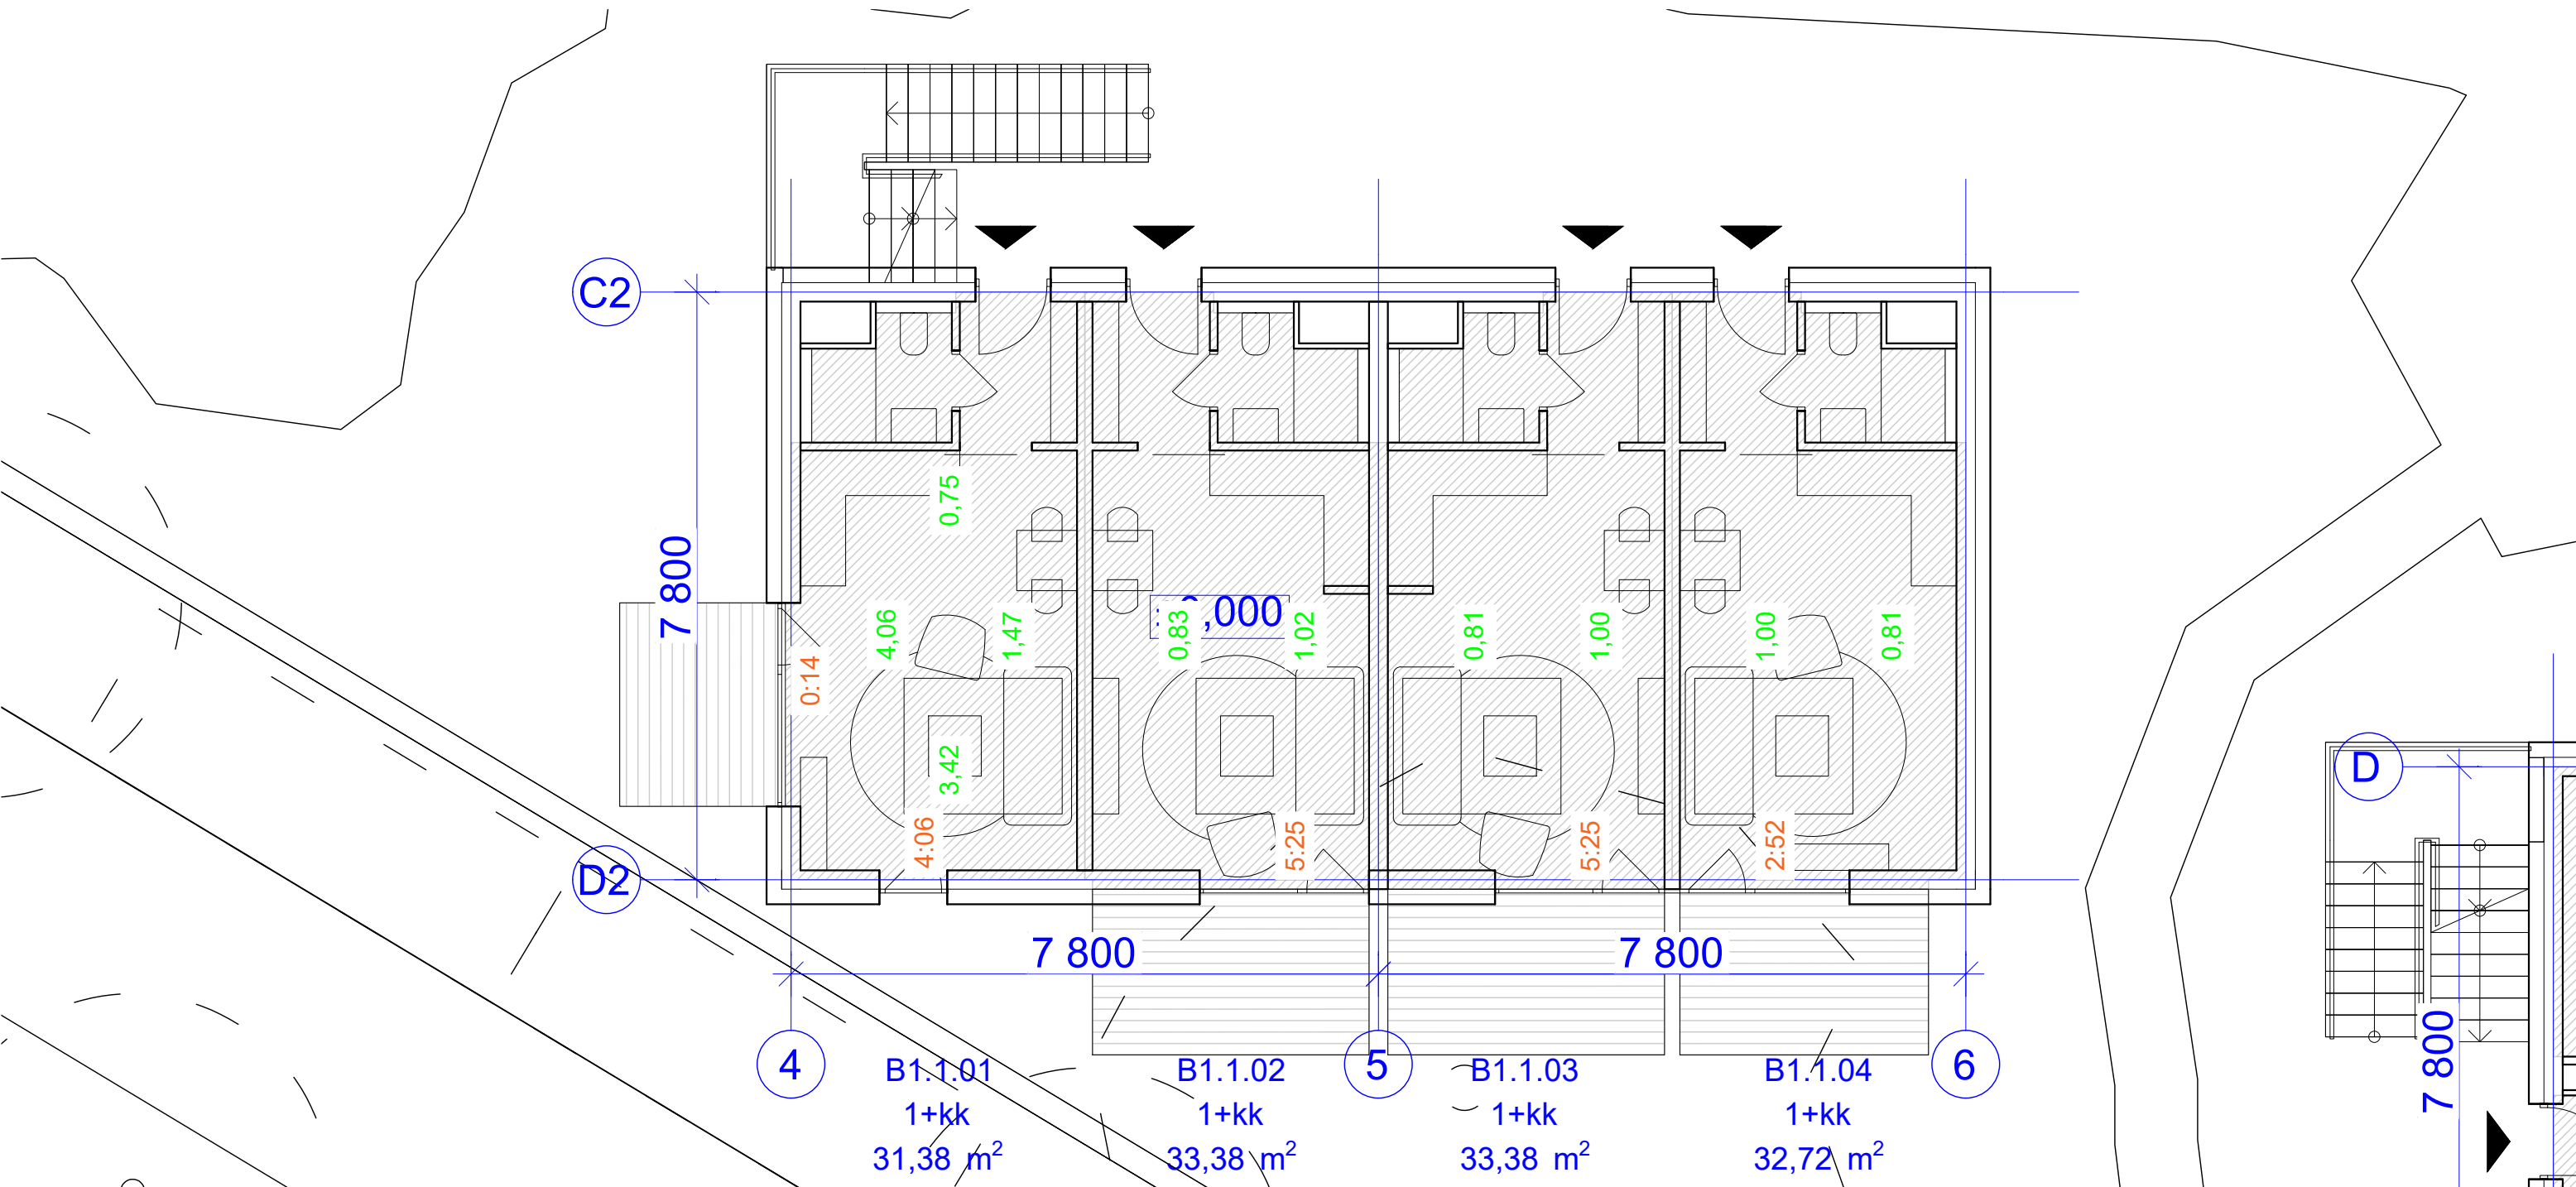 C2
7 800
0,75
4,06
1,47
0,83
0,000
1,02
0,81
1,00
1,00
0,81
0:14
3,42
4:06
5:25
5:25
2:52
D
D2
7 800
7 800
7 800
4
5
6
B1.1.01
1+kk
31,38 m²
B1.1.02
1+kk
33,38 m²
B1.1.03
1+kk
33,38 m²
B1.1.04
1+kk
32,72 m²